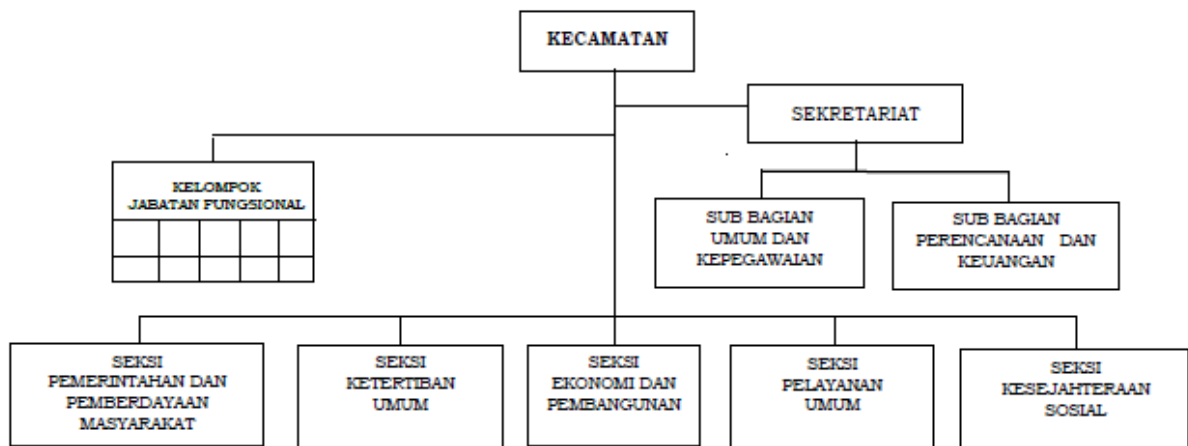 KECAMATAN
SEKRETARIAT
KELOMPOK
JABATAN FUNGSIONAL
SUB BAGIAN
UMUM DAN
KEPEGAWAIAN
SUB BAGIAN
PERENCANAAN DAN
KEUANGAN
SEKSI
PEMERINTAHAN DAN
PEMBERDAYAAN
MASYARAKAT
SEKSI
KETERTIBAN
UMUM
SEKSI
EKONOMI DAN
PEMBANGUNAN
SEKSI
PELAYANAN
UMUM
SEKSI
KESEJAHTERAAN
SOSIAL